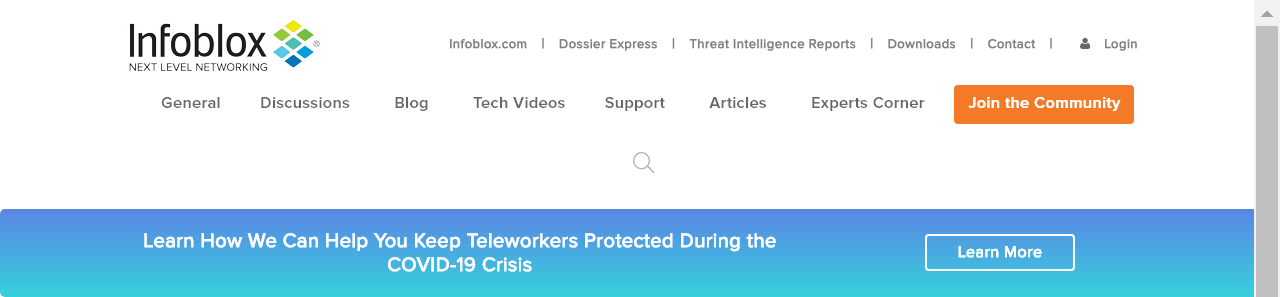 Infoblox ®
NEXT LEVEL NETWORKING
Infoblox.com | Dossier Express | Threat Intelligence Reports | Downloads | Contact | Login
General Discussions Blog Tech Videos Support Articles Experts Corner Join the Community
Learn How We Can Help You Keep Teleworkers Protected During the
COVID-19 Crisis
Learn More